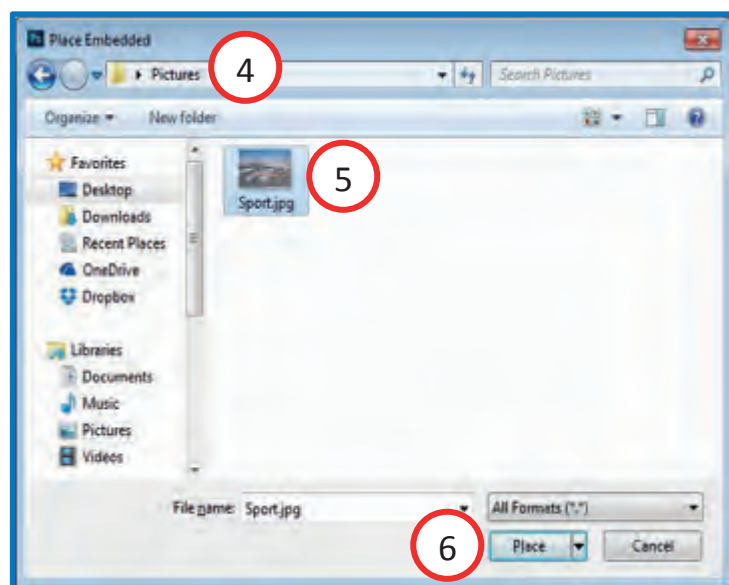 Place Embedded
Pictures
4
Search Pictures
Organize
New folder
Favorites
Desktop
Downloads
Recent Places
OneDrive
Dropbox
Libraries
Documents
Music
Pictures
Videos
Sport.jpg
5
File name: Sport.jpg
All Formats (*.*)
6
Place
Cancel